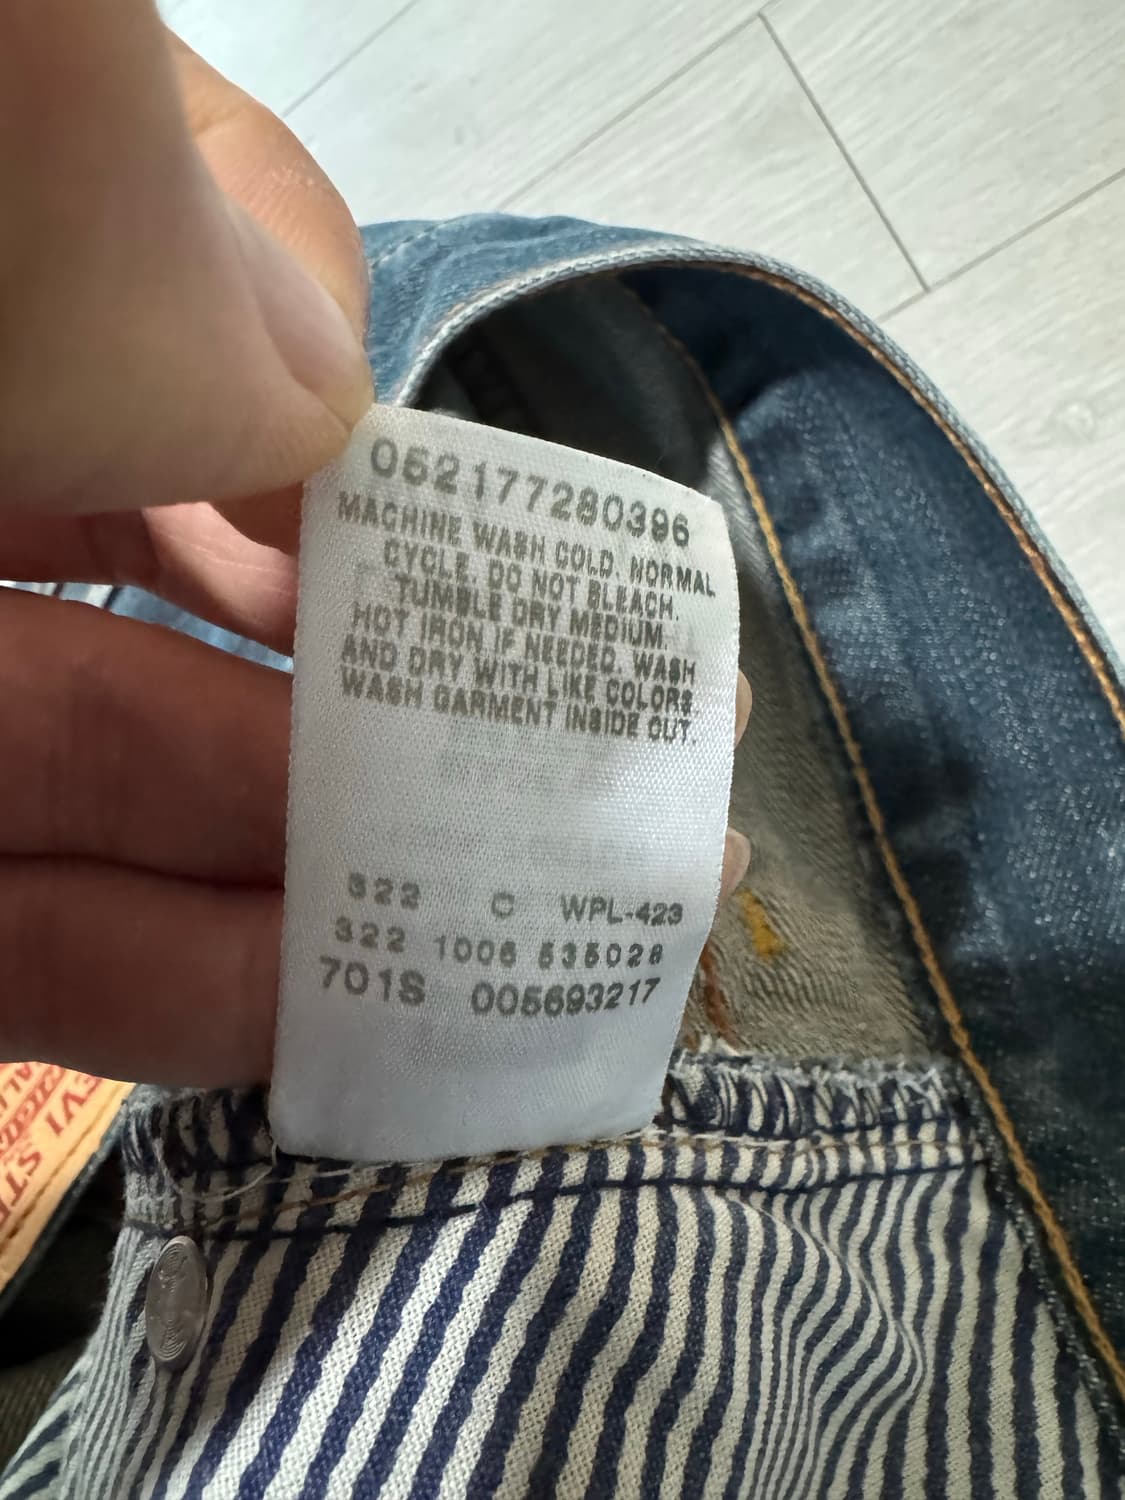 052177280396
MACHINE WASH COLD, NORMAL
CYCLE. DO NOT BLEACH.
TUMBLE DRY MEDIUM.
HOT IRON IF NEEDED. WASH
AND DRY WITH LIKE COLORS
WASH GARMENT INSIDE OUT.
322 C WPL-423
322 1006 535028
701S 005693217